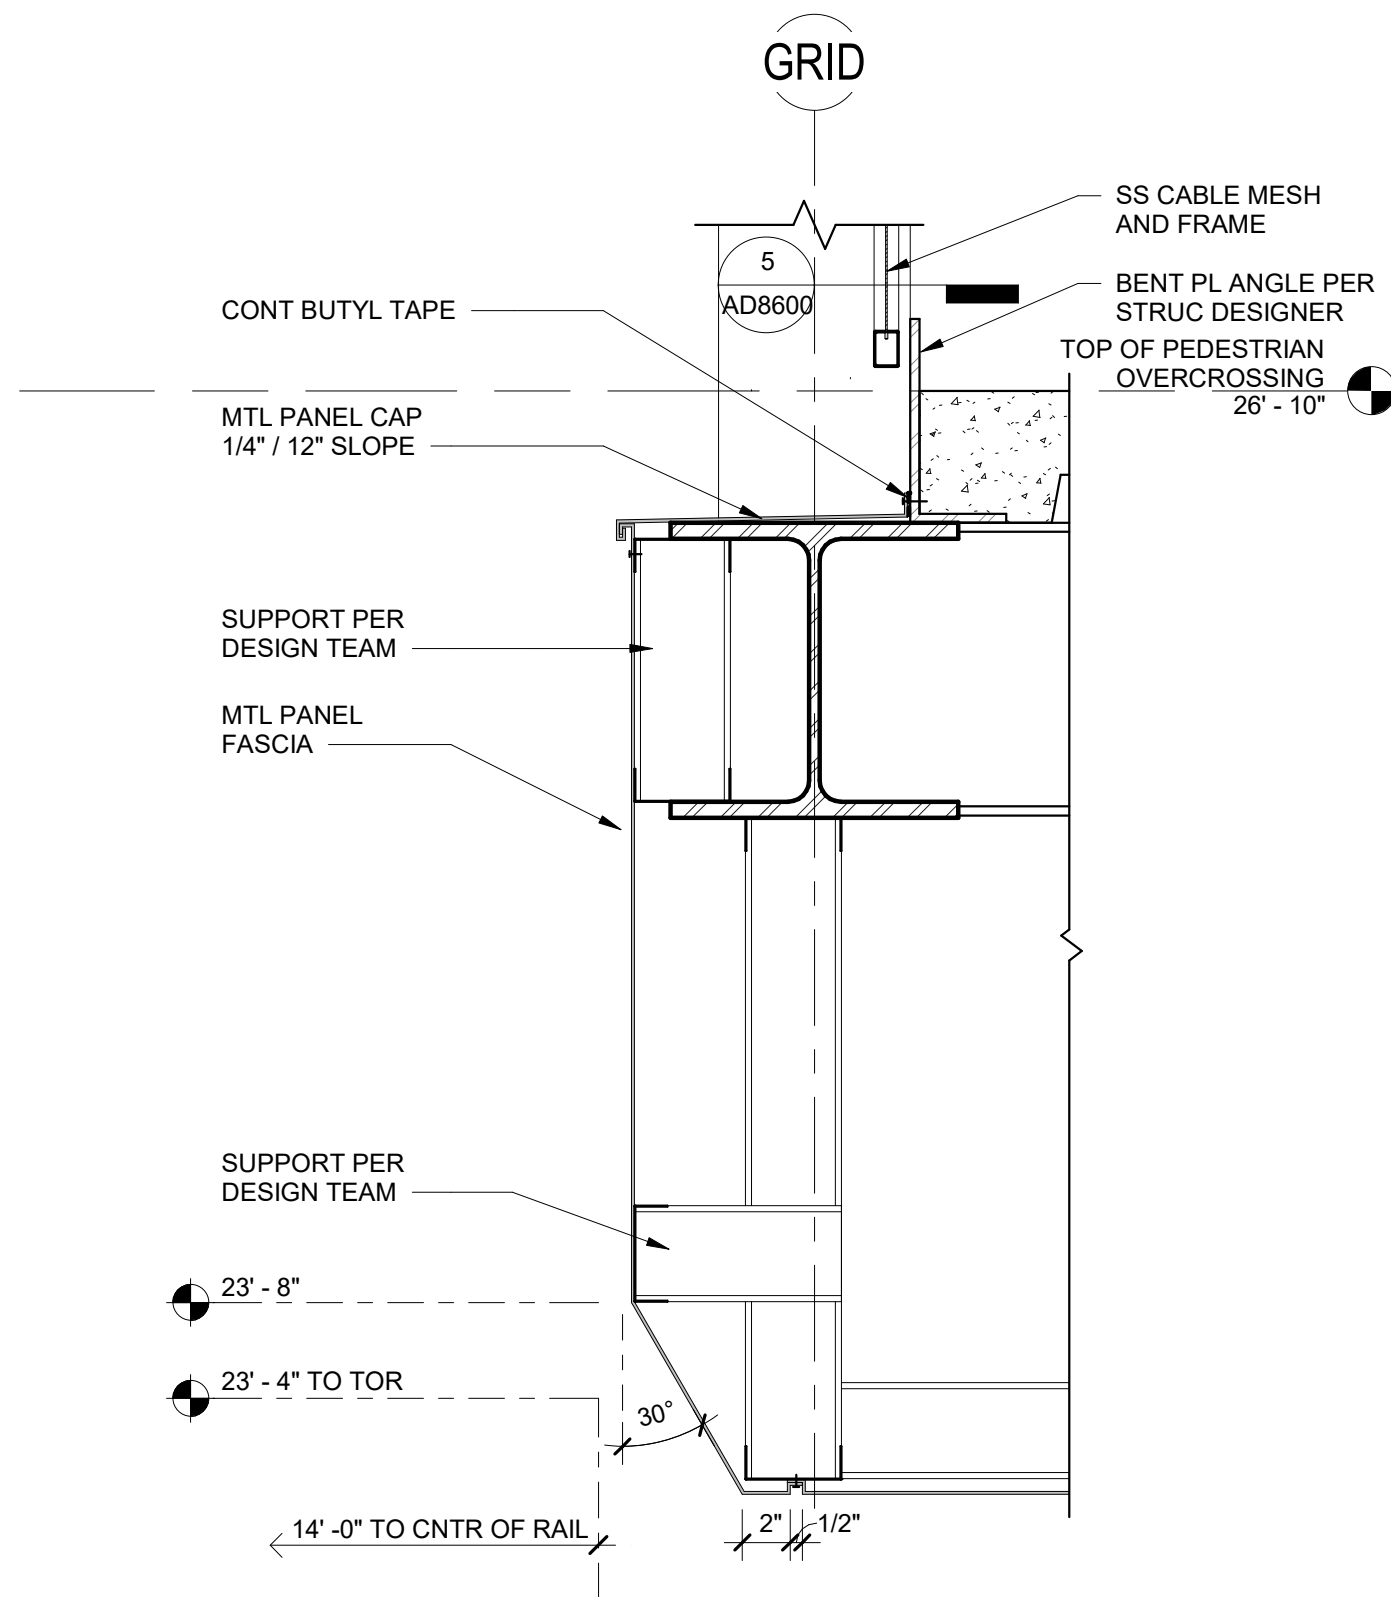 GRID
SS CABLE MESH
AND FRAME
5
AD8600
BENT PL ANGLE PER
STRUC DESIGNER
CONT BUTYL TAPE
TOP OF PEDESTRIAN
OVERCROSSING
26' - 10"
MTL PANEL CAP
1/4" / 12" SLOPE
SUPPORT PER
DESIGN TEAM
MTL PANEL
FASCIA
SUPPORT PER
DESIGN TEAM
23' - 8"
23' - 4" TO TOR
30°
14' -0" TO CNTR OF RAIL
2"
1/2"